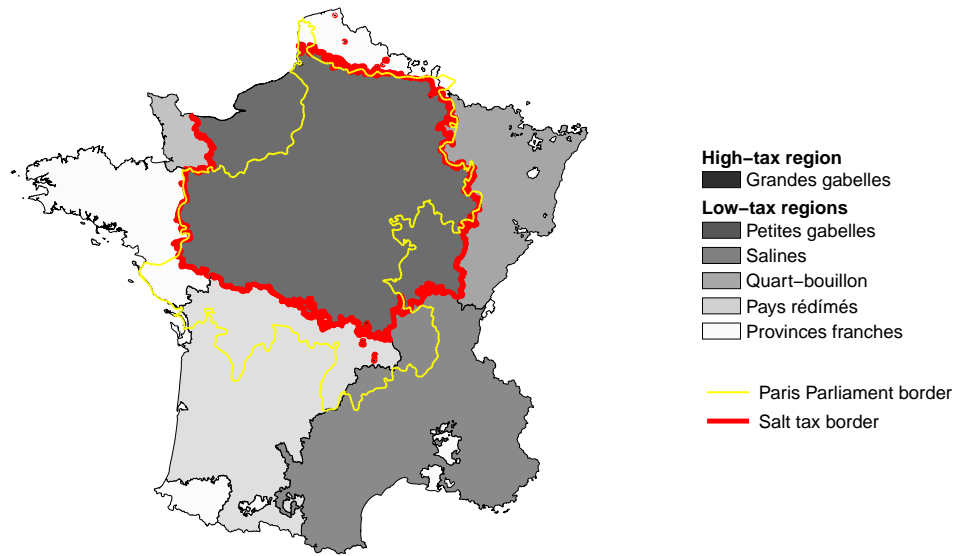 High−tax region
Grandes gabelles
Low−tax regions
Petites gabelles
Salines
Quart−bouillon
Pays rédímés
Provinces franches
Paris Parliament border
Salt tax border